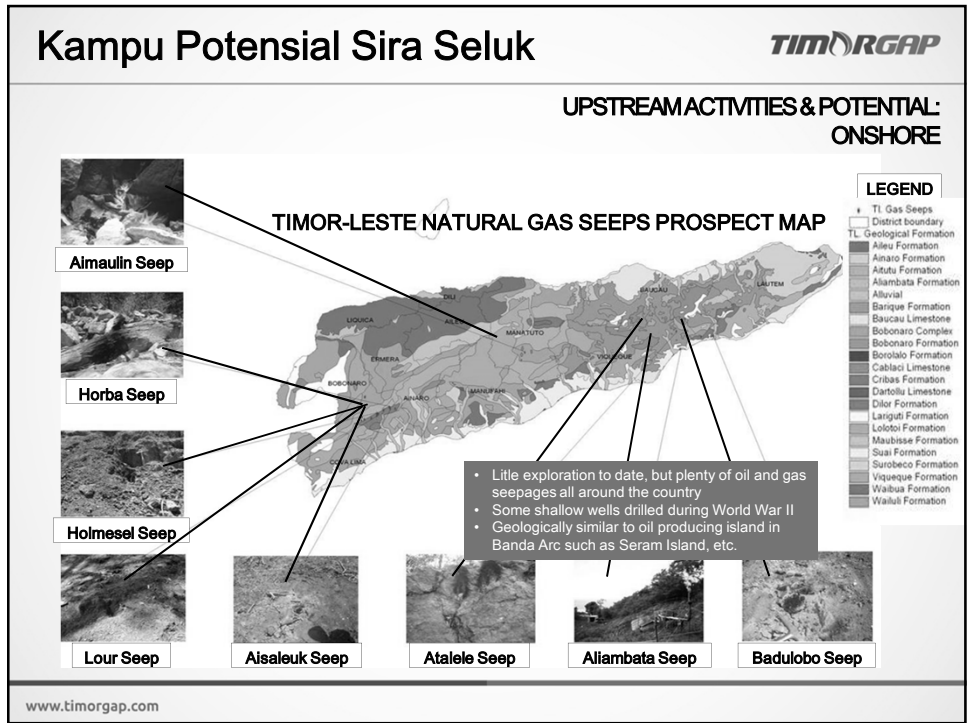 Kampu Potensial Sira Seluk
TIMORGAP
UPSTREAM ACTIVITIES & POTENTIAL:
ONSHORE
TIMOR-LESTE NATURAL GAS SEEPS PROSPECT MAP
LEGEND
TL Gas Seeps
District boundary
TL. Geological Formation
Aileu Formation
Ainaro Formation
Aitutu Formation
Aliambata Formation
Alluvial
Barique Formation
Baucau Limestone
Bobonaro Complex
Bobonaro Formation
Borolalo Formation
Cablaci Limestone
Cribas Formation
Dartollu Limestone
Dilor Formation
Lariguti Formation
Lolotoi Formation
Maubisse Formation
Suai Formation
Surobeco Formation
Viqueque Formation
Waibua Formation
Wailuli Formation
DILI
BAUCAU
LAUTEM
LIQUICA
AILEU
MANATUTO
ERMERA
VIQUEQUE
BOBONARO
AINARO
MANUFAHI
COVA LIMA
Aimaulin Seep
Horba Seep
Holmesel Seep
• Litle exploration to date, but plenty of oil and gas
seepages all around the country
• Some shallow wells drilled during World War II
• Geologically similar to oil producing island in
Banda Arc such as Seram Island, etc.
Lour Seep
Aisaleuk Seep
Atalele Seep
Aliambata Seep
Badulobo Seep
www.timorgap.com